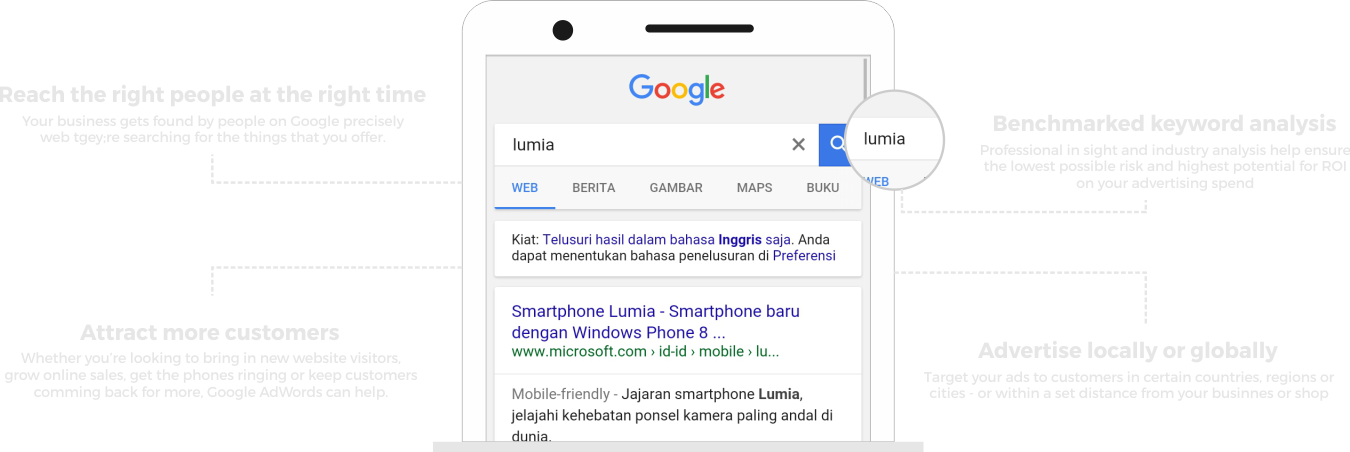 Reach the right people at the right time
Your business gets found by people on Google precisely
web tgey:re searching for the things that you offer.
Attract more customers
Whether you're looking to bring in new website visitors,
grow online sales, get the phones ringing or keep customers
comming back for more, Google AdWords can help.
Google
lumia
WEB BERITA GAMBAR MAPS BUKU
Kiat: Telusuri hasil dalam bahasa Inggris saja. Anda
dapat menentukan bahasa penelusuran di Preferensi
Smartphone Lumia - Smartphone baru
dengan Windows Phone 8 ...
www.microsoft.com › id-id › mobile › lu...
Mobile-friendly - Jajaran smartphone Lumia,
jelajahi kehebatan ponsel kamera paling andal di
dunia.
lumia
WEB
Benchmarked keyword analysis
Professional in sight and industry analysis help ensure
the lowest possible risk and highest potential for ROI
on your advertising spend
Advertise locally or globally
Target your ads to customers in certain countries, regions or
cities - or within a set distance from your businnes or shop